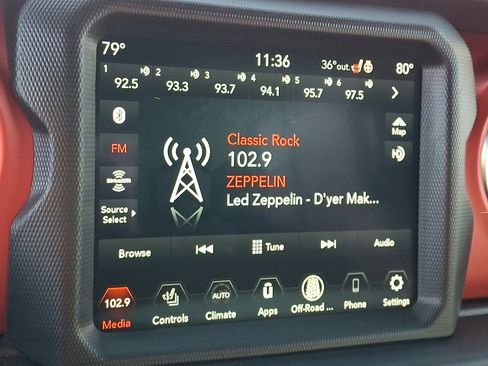 79° 11:36 36°out. 80°
1 2 3 4 5 6
92.5 93.3 93.7 94.1 95.7 97.5
Map
FM
Classic Rock
102.9
ZEPPELIN
Led Zeppelin - D'yer Mak...
SiriusXM
Source
Select
Browse Tune Audio
102.9 AUTO
Media Controls Climate Apps Off-Road ... Phone Settings